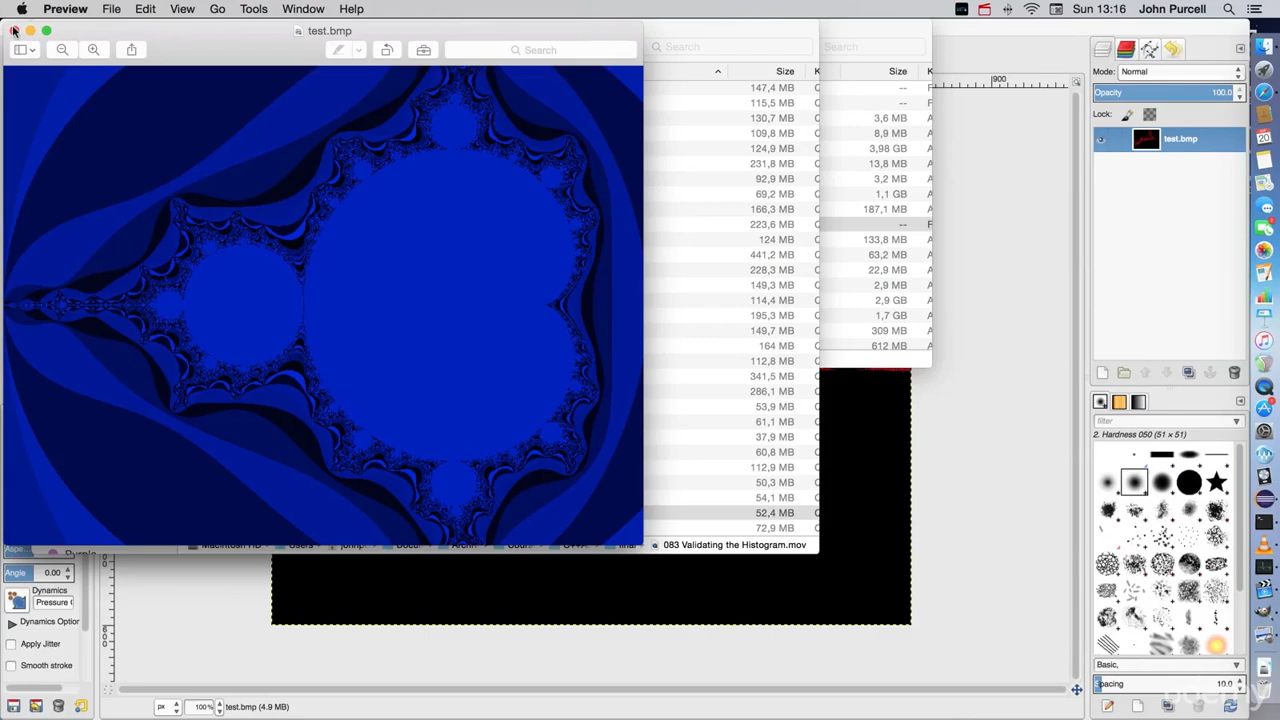 Preview File Edit View Go Tools Window Help Sun 13:16 John Purcell
test.bmp
Search
Search
Search
Size K
Size K
147,4 MB C
115,5 MB C
130,7 MB C
109,8 MB C
124,9 MB C
231,8 MB C
92,9 MB C
69,2 MB C
166,3 MB C
223,6 MB C
124 MB C
441,2 MB C
228,3 MB C
149,3 MB C
114,4 MB C
195,3 MB C
149,7 MB C
164 MB C
112,8 MB C
341,5 MB C
286,1 MB C
53,9 MB C
61,1 MB C
37,9 MB C
60,8 MB C
112,9 MB C
50,3 MB C
54,1 MB C
52,4 MB C
72,9 MB C
-- F
-- F
3,6 MB A
8,9 MB A
3,98 GB A
13,8 MB A
3,2 MB A
1,1 GB A
187,1 MB A
-- F
133,8 MB A
63,2 MB A
22,9 MB A
2,9 MB A
2,9 GB A
1,7 GB A
309 MB A
612 MB A
083 Validating the Histogram.mov
900
Mode: Normal
Opacity 100.0
Lock:
test.bmp
filter
2. Hardness 050 (51 × 51)
Basic,
Spacing 10.0
Angle 0.00
Dynamics
Pressure O
Dynamics Option
Apply Jitter
Smooth stroke
px 100% test.bmp (4.9 MB)
udemy